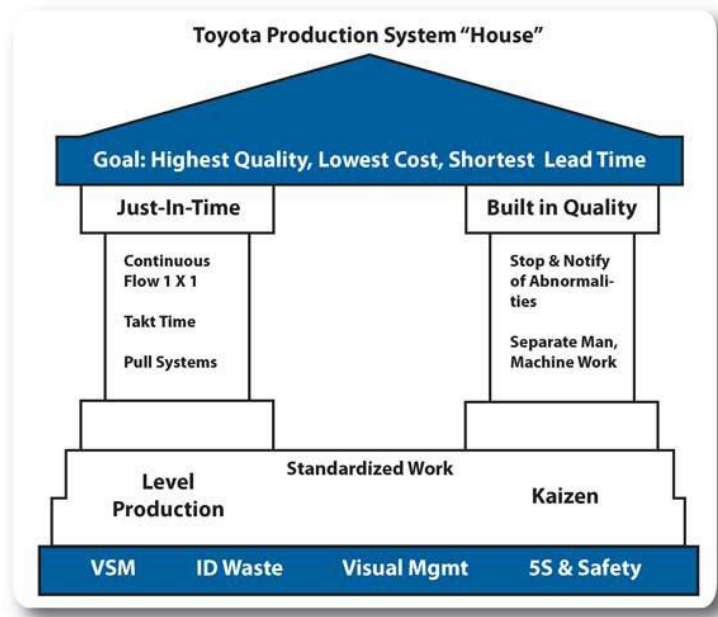 Toyota Production System “House”
Goal: Highest Quality, Lowest Cost, Shortest Lead Time
Just-In-Time
Continuous
Flow 1 X 1
Takt Time
Pull Systems
Built in Quality
Stop & Notify
of Abnormali-
ties
Separate Man,
Machine Work
Standardized Work
Level
Production
Kaizen
VSM ID Waste Visual Mgmt 5S & Safety